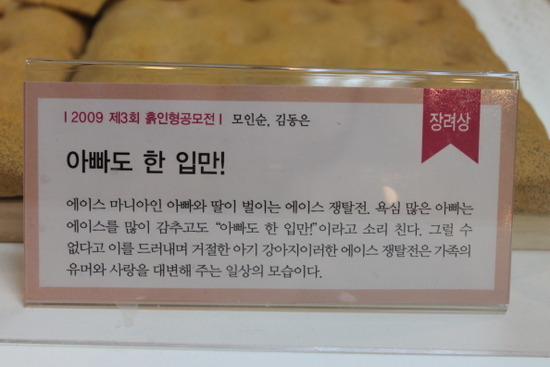 | 2009 제3회 흙인형공모전 | 모인순, 김동은
장려상
아빠도 한 입만!
에이스 마니아인 아빠와 딸이 벌이는 에이스 쟁탈전. 욕심 많은 아빠는
에이스를 많이 감추고도 “아빠도 한 입만!”이라고 소리 친다. 그럴 수
없다고 이를 드러내며 거절한 아기 강아지이러한 에이스 쟁탈전은 가족의
유머와 사랑을 대변해 주는 일상의 모습이다.